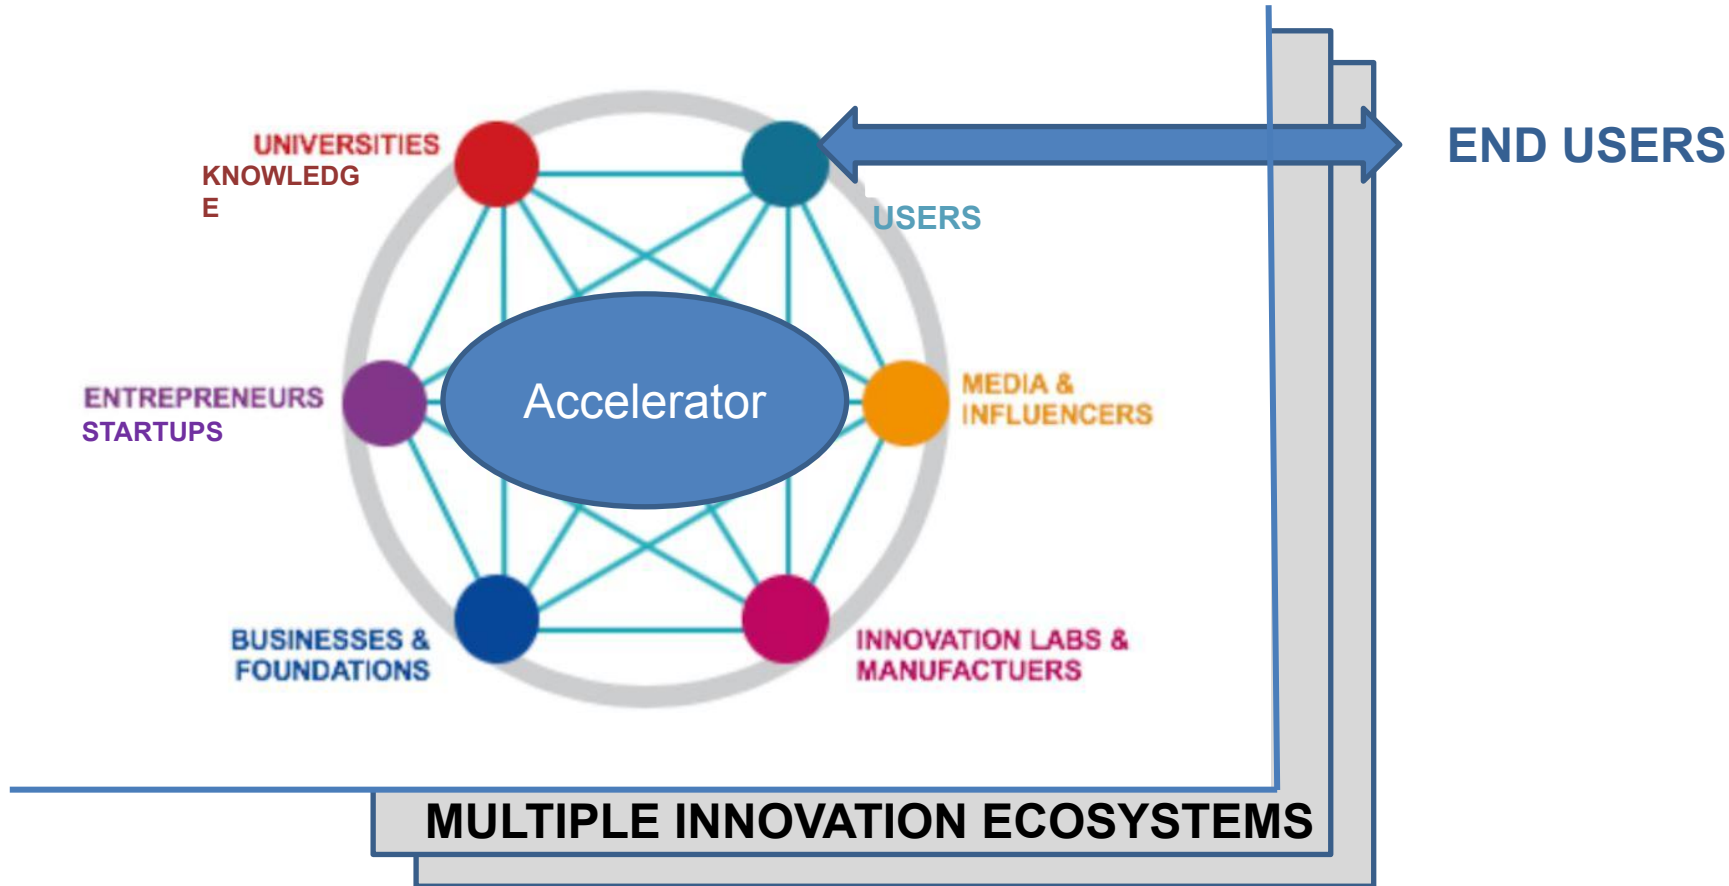 UNIVERSITIES
KNOWLEDG
E
END USERS
USERS
ENTREPRENEURS
STARTUPS
Accelerator
MEDIA &
INFLUENCERS
BUSINESSES &
FOUNDATIONS
INNOVATION LABS &
MANUFACTUERS
MULTIPLE INNOVATION ECOSYSTEMS